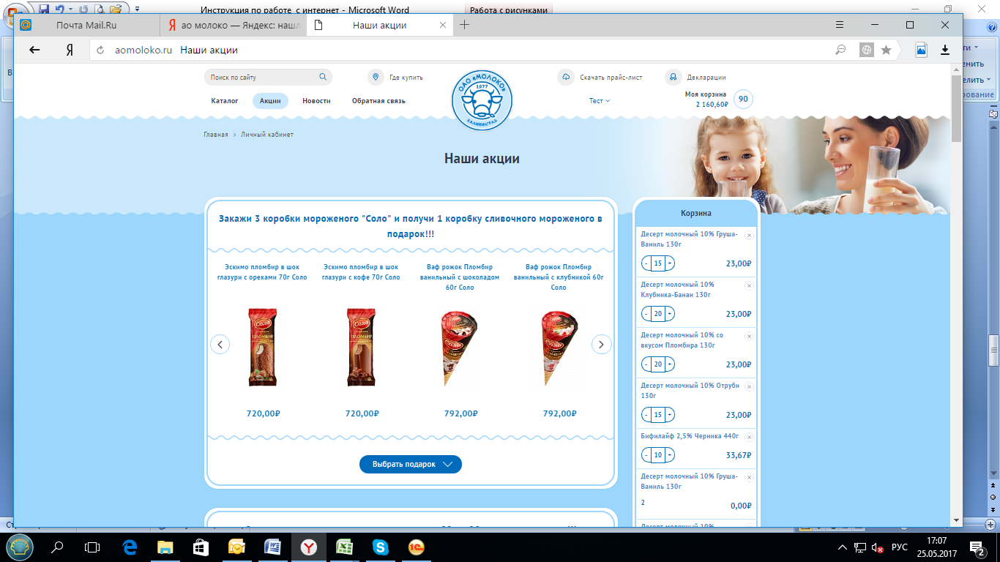 Инструкция по работе с интернет - Microsoft Word
Работа с рисунками
Почта Mail.Ru
ао молоко — Яндекс: нашл
Наши акции
aomoloko.ru Наши акции
Поиск по сайту
Где купить
ОАО «МОЛОКО»
1977
КАЛИНИНГРАД
Скачать прайс-лист
Декларации
Каталог
Акции
Новости
Обратная связь
Тест
Моя корзина
2 160,60₽
90
Главная > Личный кабинет
Наши акции
Закажи 3 коробки мороженого "Соло" и получи 1 коробку сливочного мороженого в
подарок!!!
Эскимо пломбир в шок
глазури с орехами 70г Соло
Эскимо пломбир в шок
глазури с кофе 70г Соло
Ваф рожок Пломбир
ванильный с шоколадом
60г Соло
Ваф рожок Пломбир
ванильный с клубникой 60г
Соло
Соло
ПЛОМБИР
Соло
ПЛОМБИР
Соло
Соло
720,00₽
720,00₽
792,00₽
792,00₽
Выбрать подарок
Корзина
Десерт молочный 10% Груша-
Ваниль 130г
- 15 +
23,00₽
Десерт молочный 10%
Клубника-Банан 130г
- 20 +
23,00₽
Десерт молочный 10% со
вкусом Пломбира 130г
- 20 +
23,00₽
Десерт молочный 10% Отруби
130г
- 15 +
23,00₽
Бифилайф 2,5% Черника 440г
- 10 +
33,67₽
Десерт молочный 10% Груша-
Ваниль 130г
2
0,00₽
Десерт молочный 10%
РУС
17:07
25.05.2017
2